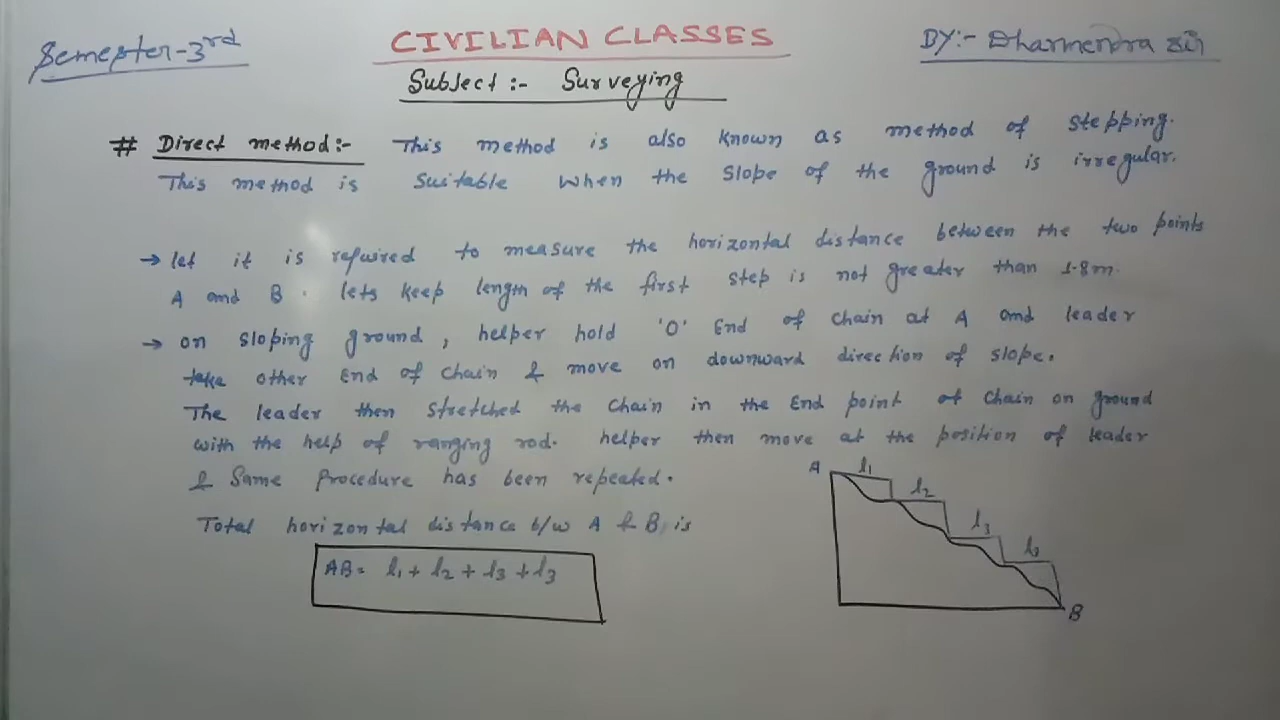 Semester-3rd
CIVILIAN CLASSES
BY:- Dharmendra Sir
Subject:- Surveying
# Direct method:- This method is also known as method of stepping.
This method is suitable when the slope of the ground is irregular.
→ let it is required to measure the horizontal distance between the two points
A and B. lets keep length of the first step is not greater than 1.8m.
→ on sloping ground, helper hold 'O' End of chain at A and leader
take other End of chain & move on downward direction of slope.
The leader then stretched the chain in the End point of chain on ground
with the help of ranging rod. helper then move at the position of leader
& Same procedure has been repeated.
Total horizontal distance b/w A & B, is
AB = l1 + l2 + l3 + l3
A
l1
l2
l3
l3
B